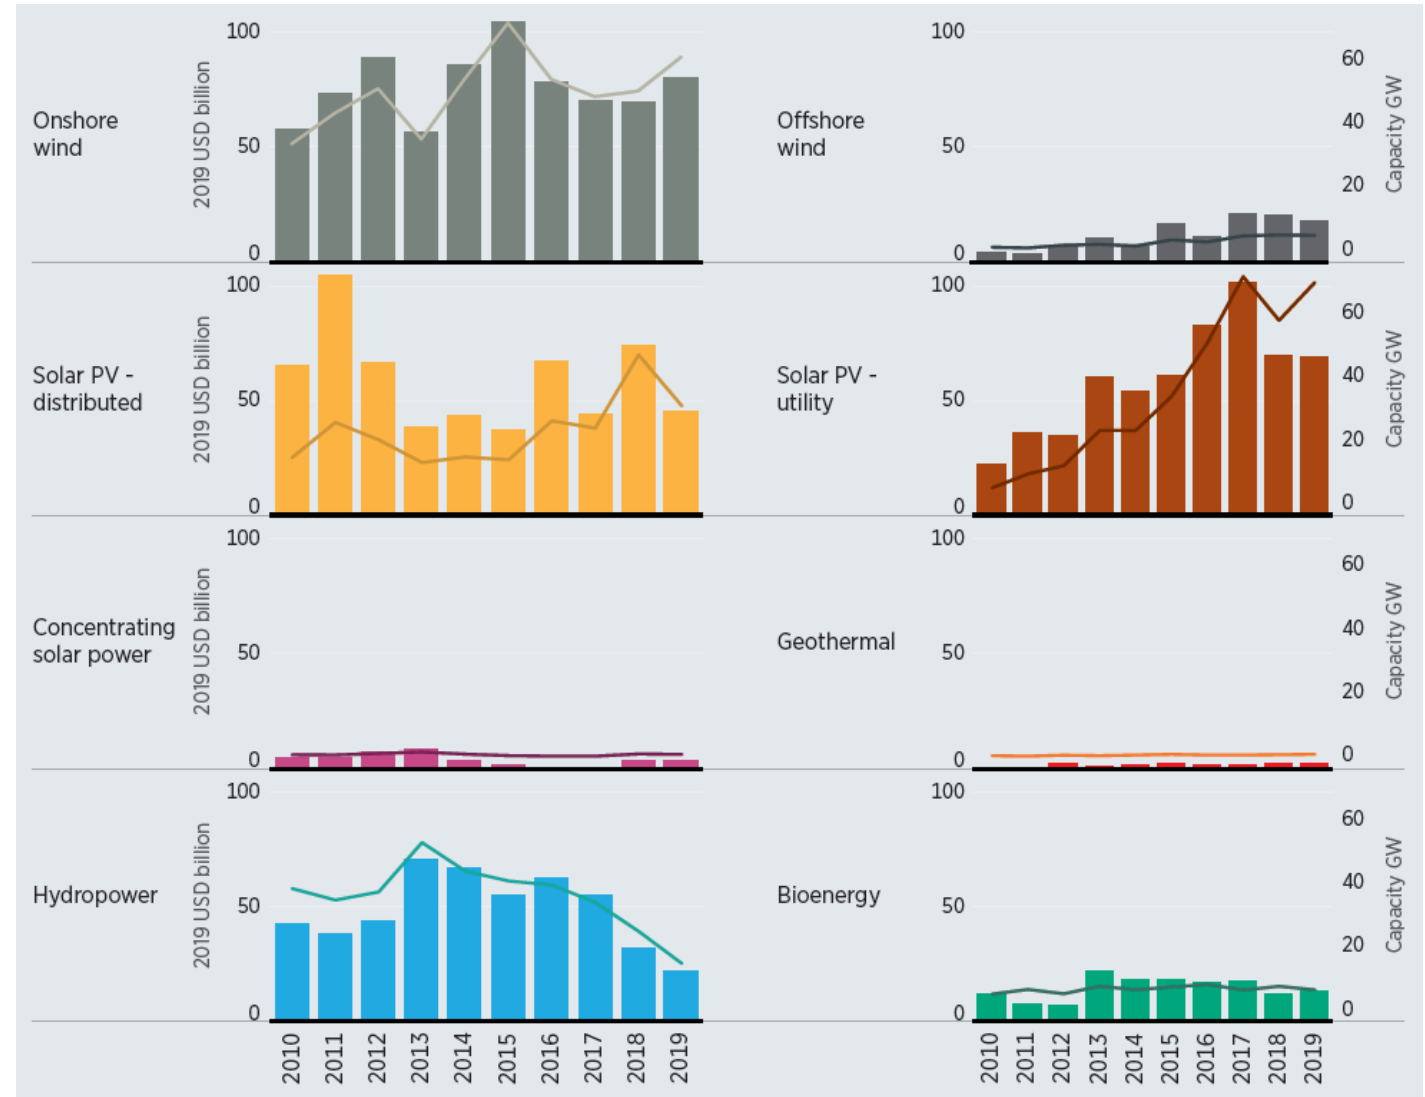 Onshore
wind
2019 USD billion
100
50
0
Offshore
wind
100
50
0
60
40
20
0
Capacity GW
Solar PV -
distributed
2019 USD billion
100
50
0
Solar PV -
utility
100
50
0
60
40
20
0
Capacity GW
Concentrating
solar power
2019 USD billion
100
50
0
Geothermal
100
50
0
60
40
20
0
Capacity GW
Hydropower
2019 USD billion
100
50
0
Bioenergy
100
50
0
60
40
20
0
Capacity GW
2010 2011 2012 2013 2014 2015 2016 2017 2018 2019
2010 2011 2012 2013 2014 2015 2016 2017 2018 2019